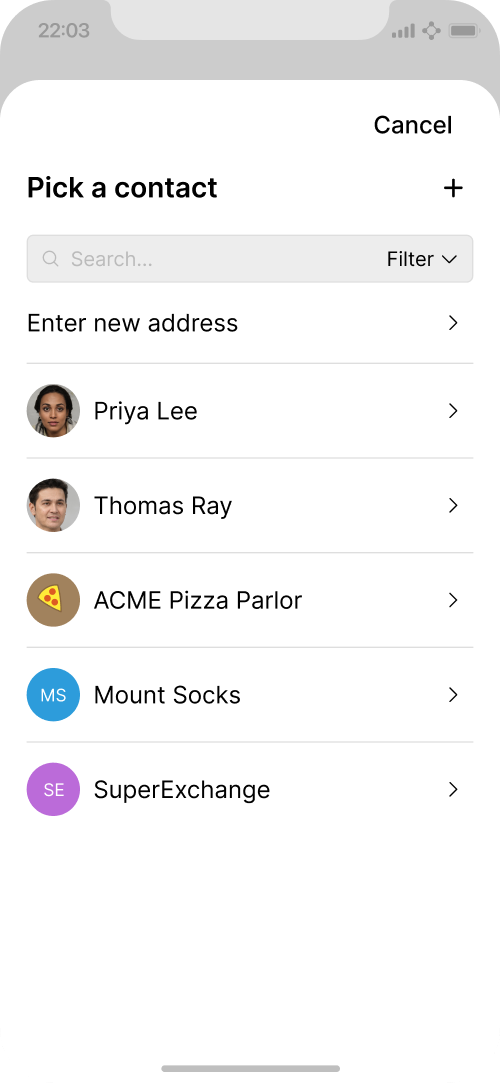 22:03
Cancel
Pick a contact
Search...
Filter
Enter new address
Priya Lee
Thomas Ray
ACME Pizza Parlor
MS Mount Socks
SE SuperExchange